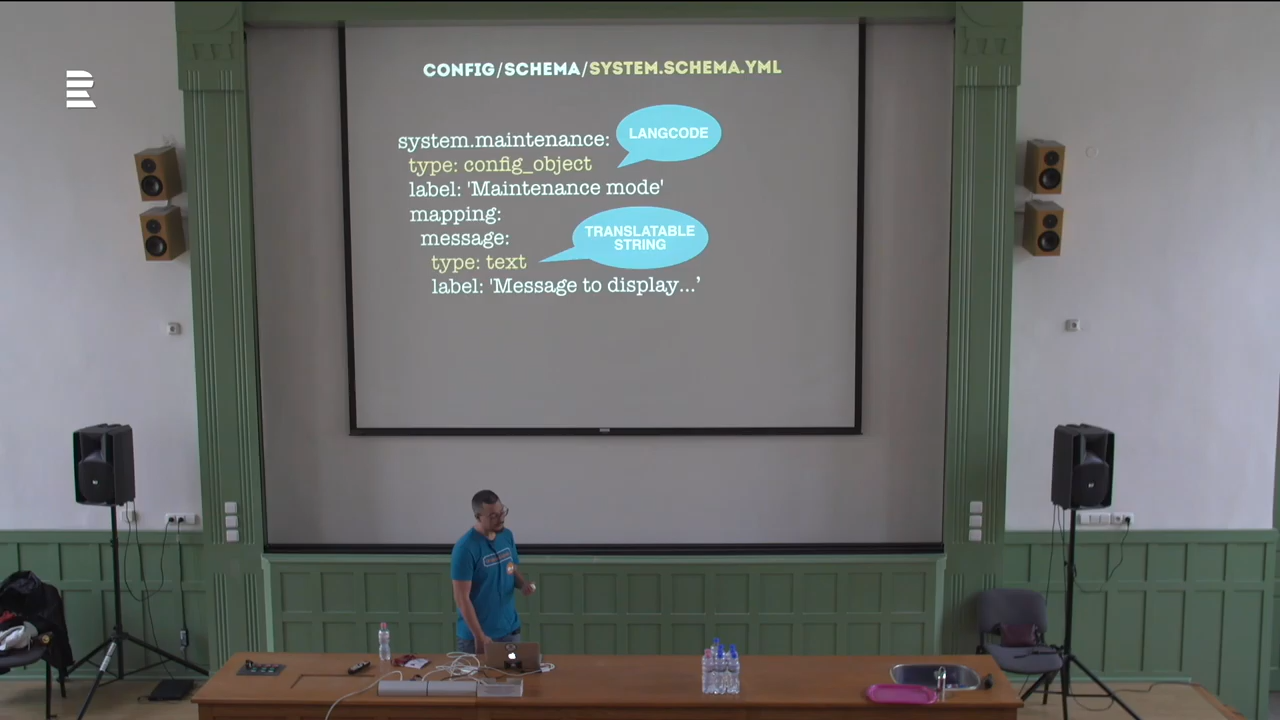 CONFIG/SCHEMA/SYSTEM.SCHEMA.YML
system.maintenance:
LANGCODE
type: config_object
label: 'Maintenance mode'
mapping:
message:
TRANSLATABLE
STRING
type: text
label: 'Message to display...’